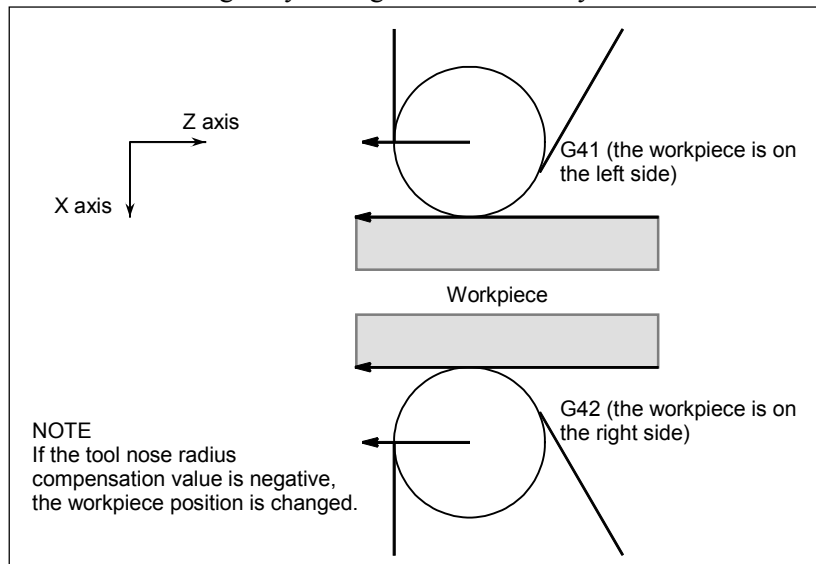 Z axis
X axis
G41 (the workpiece is on
the left side)
Workpiece
G42 (the workpiece is on
the right side)
NOTE
If the tool nose radius
compensation value is negative,
the workpiece position is changed.